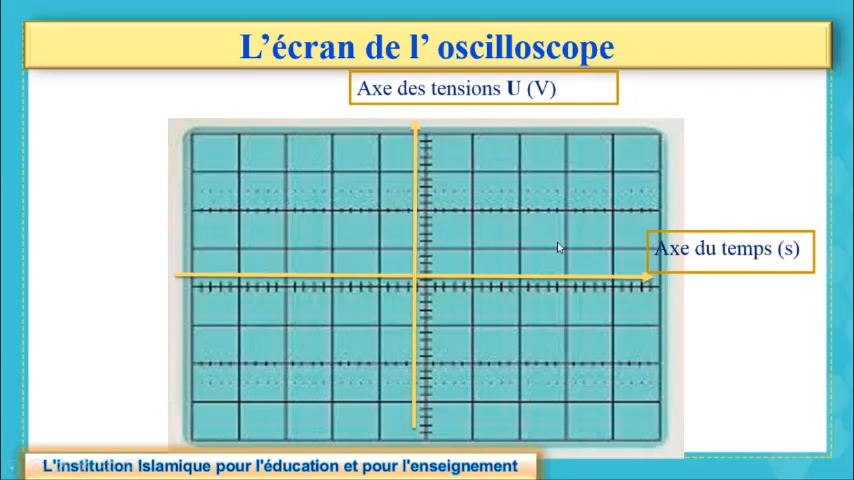 L’écran de l’ oscilloscope
Axe des tensions U (V)
Axe du temps (s)
L'institution Islamique pour l'éducation et pour l'enseignement